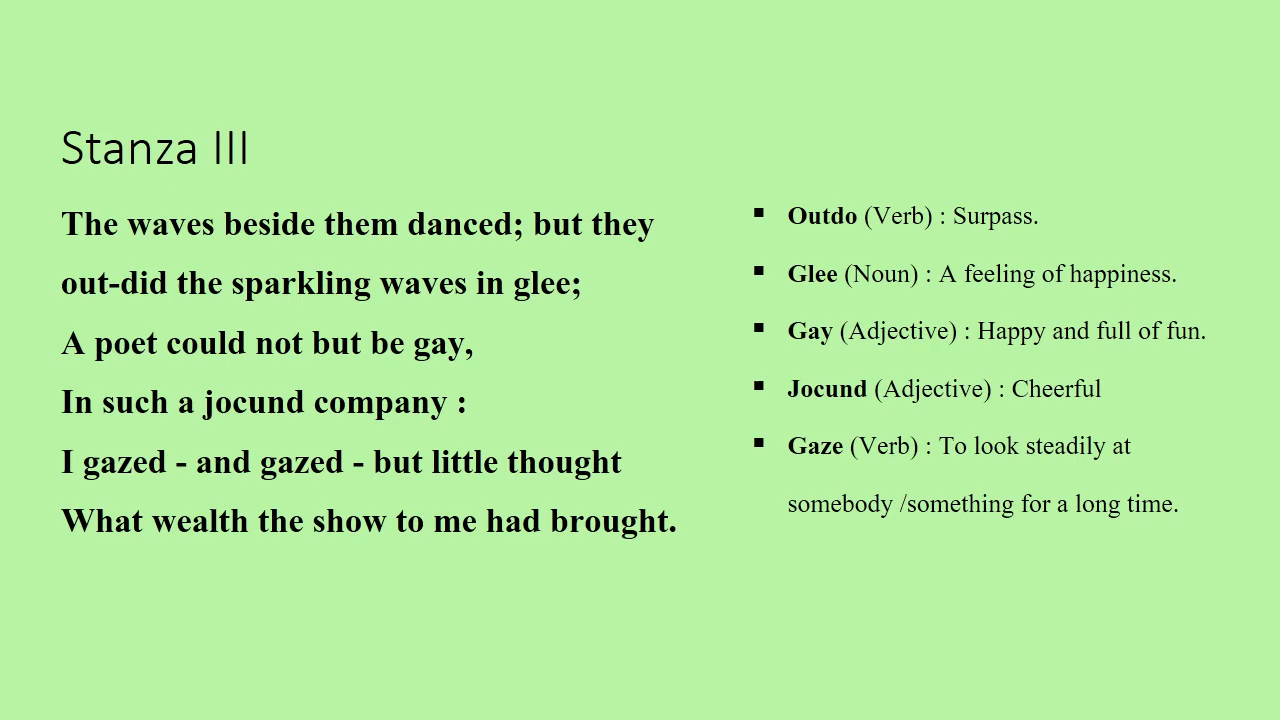 Stanza III
The waves beside them danced; but they
out-did the sparkling waves in glee;
A poet could not but be gay,
In such a jocund company :
I gazed - and gazed - but little thought
What wealth the show to me had brought.
▪ Outdo (Verb) : Surpass.
▪ Glee (Noun) : A feeling of happiness.
▪ Gay (Adjective) : Happy and full of fun.
▪ Jocund (Adjective) : Cheerful
▪ Gaze (Verb) : To look steadily at
somebody /something for a long time.